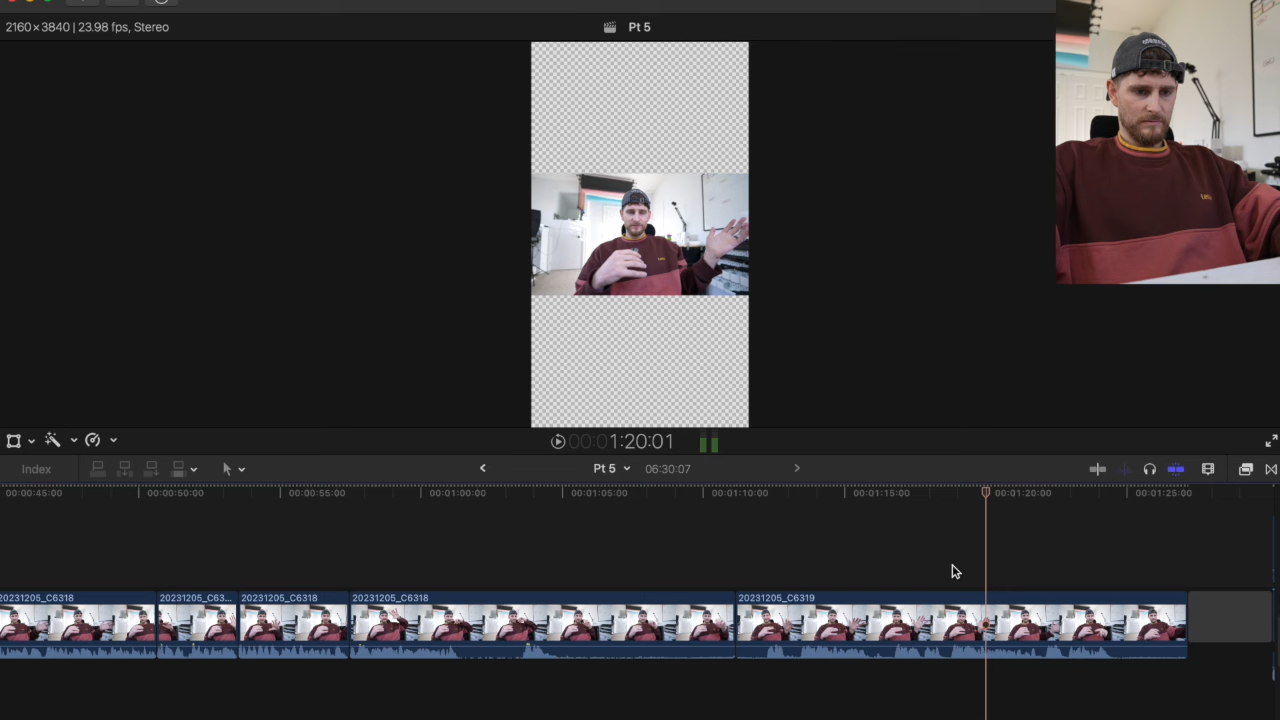 2160×3840 | 23.98 fps, Stereo
Pt 5
00:01:20:01
Index
Pt 5
06:30:07
00:00:45:00
00:00:50:00
00:00:55:00
00:01:00:00
00:01:05:00
00:01:10:00
00:01:15:00
00:01:20:00
00:01:25:00
20231205_C6318
20231205_C63...
20231205_C6318
20231205_C6318
20231205_C6319